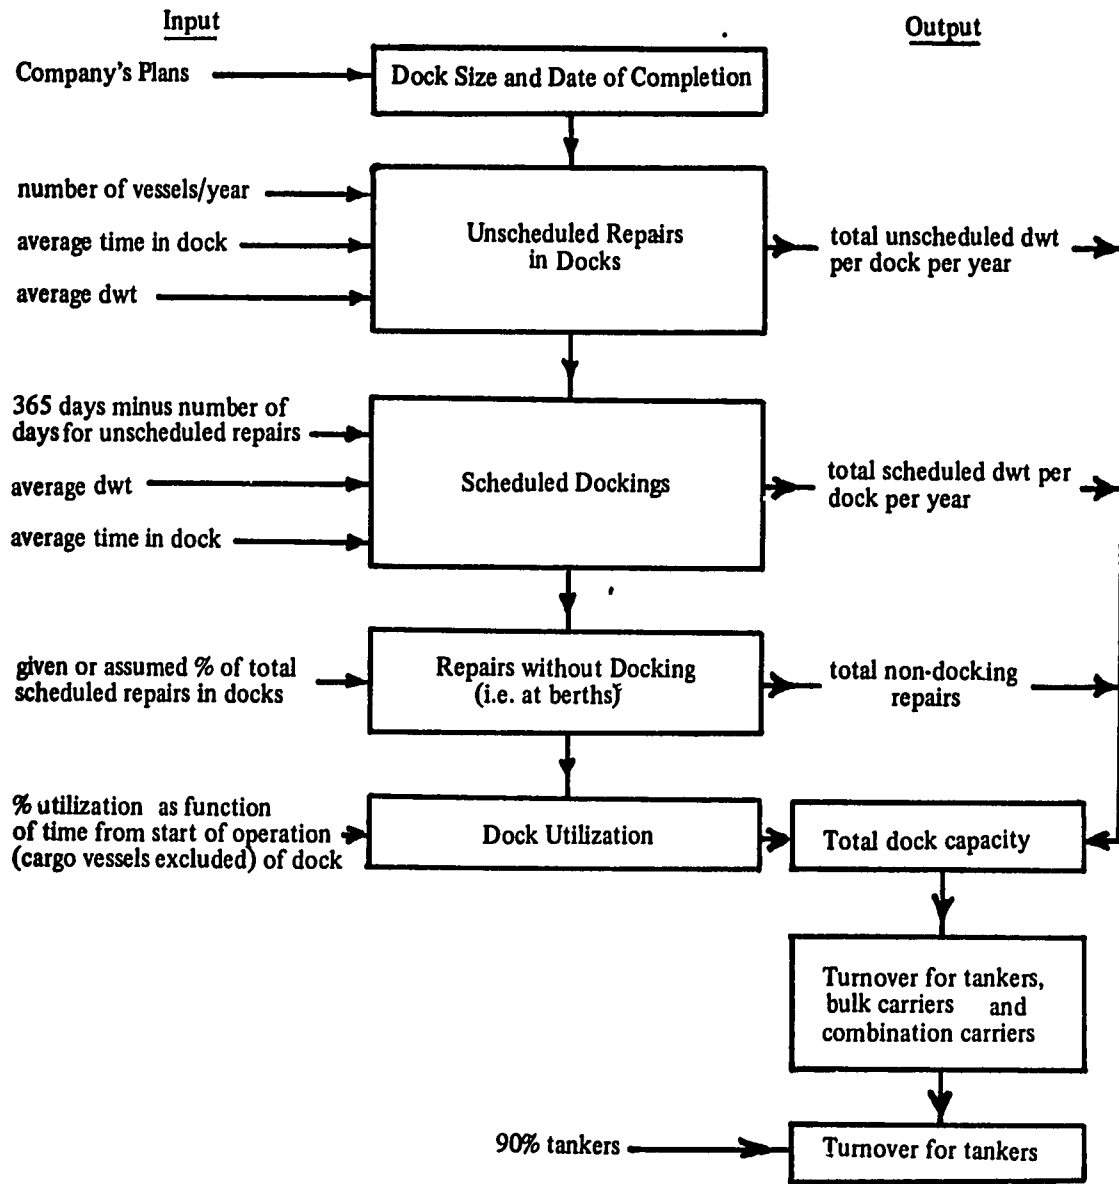 Input
Output
Company's Plans
Dock Size and Date of Completion
number of vessels/year
average time in dock
average dwt
Unscheduled Repairs
in Docks
total unscheduled dwt
per dock per year
365 days minus number of
days for unscheduled repairs
average dwt
average time in dock
Scheduled Dockings
total scheduled dwt per
dock per year
given or assumed % of total
scheduled repairs in docks
Repairs without Docking
(i.e. at berths)
total non-docking
repairs
% utilization as function
of time from start of operation
(cargo vessels excluded) of dock
Dock Utilization
Total dock capacity
Turnover for tankers,
bulk carriers and
combination carriers
90% tankers
Turnover for tankers